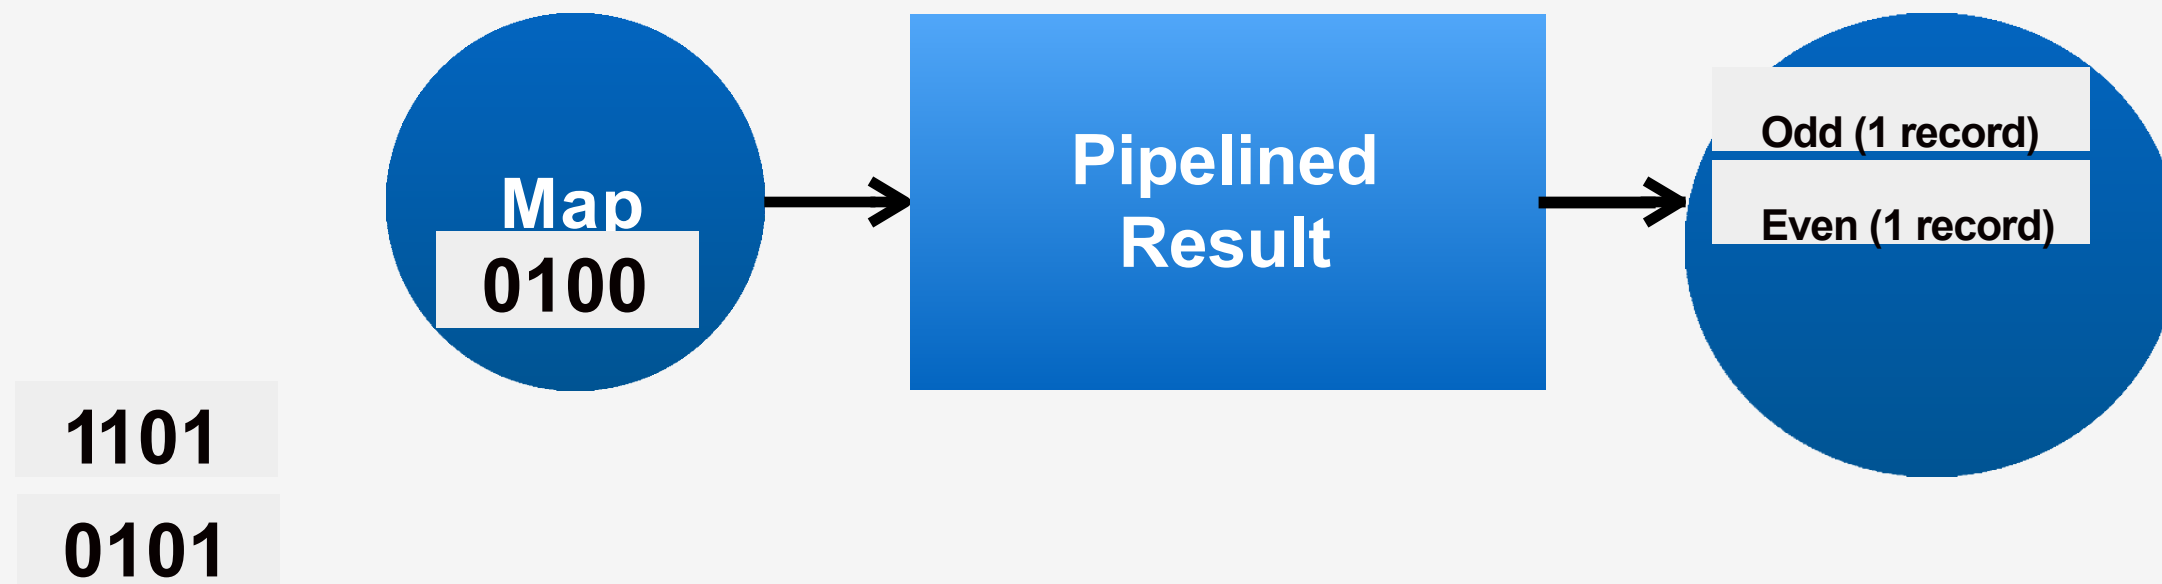 Map
0100
Pipelined
Result
Odd (1 record)
Even (1 record)
1101
0101